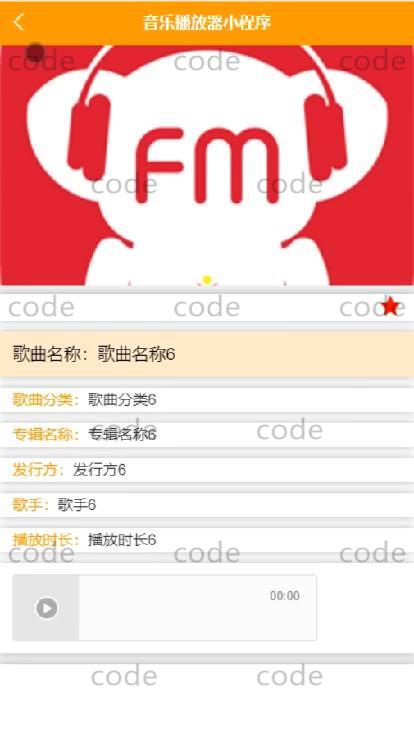 音乐播放器小程序
code code code
FM
code code
code code code
歌曲名称：歌曲名称6
歌曲分类：歌曲分类6
专辑名称：专辑名称6
code code
发行方：发行方6
歌手：歌手6
播放时长：播放时长6
code code code
00:00
code code